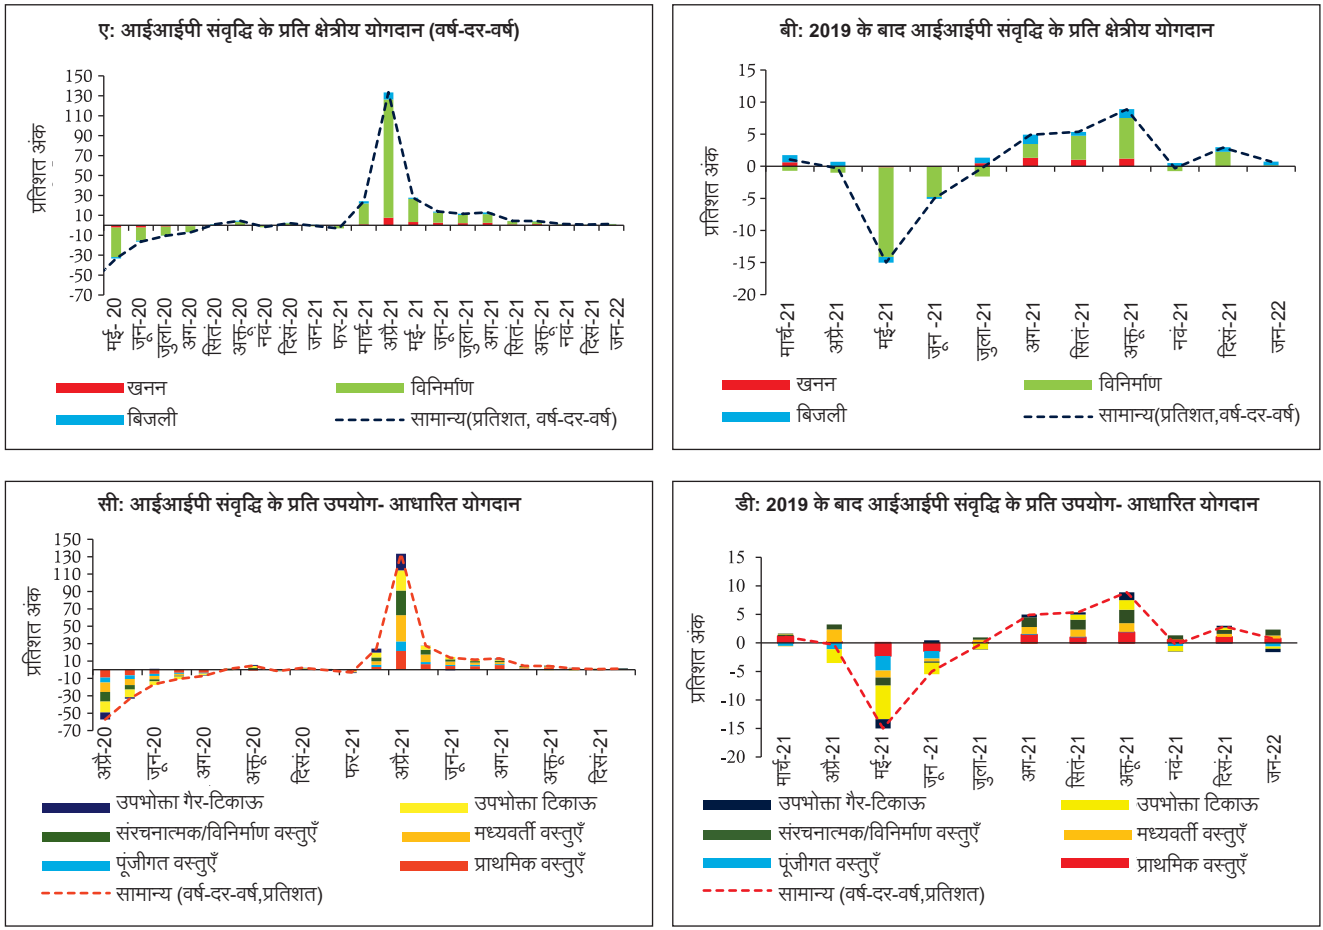 ए: आईआईपी संवृद्धि के प्रति क्षेत्रीय योगदान (वर्ष-दर-वर्ष)
प्रतिशत अंक
150
130
110
90
70
50
30
10
-10
-30
-50
-70
मई- 20
जून-20
जुला-20
अग-20
सितं-20
अक्तू-20
नवं-20
दिसं-20
जन-21
फर-21
मार्च-21
अप्रै-21
मई- 21
जून-21
जुला-21
अग-21
सितं-21
अक्तू-21
नवं-21
दिसं-21
जन-22
खनन
विनिर्माण
बिजली
सामान्य(प्रतिशत, वर्ष-दर-वर्ष)
बी: 2019 के बाद आईआईपी संवृद्धि के प्रति क्षेत्रीय योगदान
प्रतिशत अंक
15
10
5
0
-5
-10
-15
-20
मार्च-21
अप्रै-21
मई-21
जून -21
जुला-21
अग-21
सितं-21
अक्तू-21
नवं-21
दिसं-21
जन-22
खनन
विनिर्माण
बिजली
सामान्य(प्रतिशत,वर्ष-दर-वर्ष)
सी: आईआईपी संवृद्धि के प्रति उपयोग- आधारित योगदान
प्रतिशत अंक
150
130
110
90
70
50
30
10
-10
-30
-50
-70
अप्रै-20
जून-20
अग-20
अक्तू-20
दिसं-20
फर-21
अप्रै-21
जून-21
अग-21
अक्तू-21
दिसं-21
उपभोक्ता गैर-टिकाऊ
उपभोक्ता टिकाऊ
संरचनात्मक/विनिर्माण वस्तुएँ
मध्यवर्ती वस्तुएँ
पूंजीगत वस्तुएँ
प्राथमिक वस्तुएँ
सामान्य (वर्ष-दर-वर्ष,प्रतिशत)
डी: 2019 के बाद आईआईपी संवृद्धि के प्रति उपयोग- आधारित योगदान
प्रतिशत अंक
15
10
5
0
-5
-10
-15
-20
मार्च-21
अप्रै-21
मई-21
जून -21
जुला-21
अग-21
सितं-21
अक्तू-21
नवं-21
दिसं-21
जन-22
उपभोक्ता गैर-टिकाऊ
उपभोक्ता टिकाऊ
संरचनात्मक/विनिर्माण वस्तुएँ
मध्यवर्ती वस्तुएँ
पूंजीगत वस्तुएँ
प्राथमिक वस्तुएँ
सामान्य (वर्ष-दर-वर्ष,प्रतिशत)